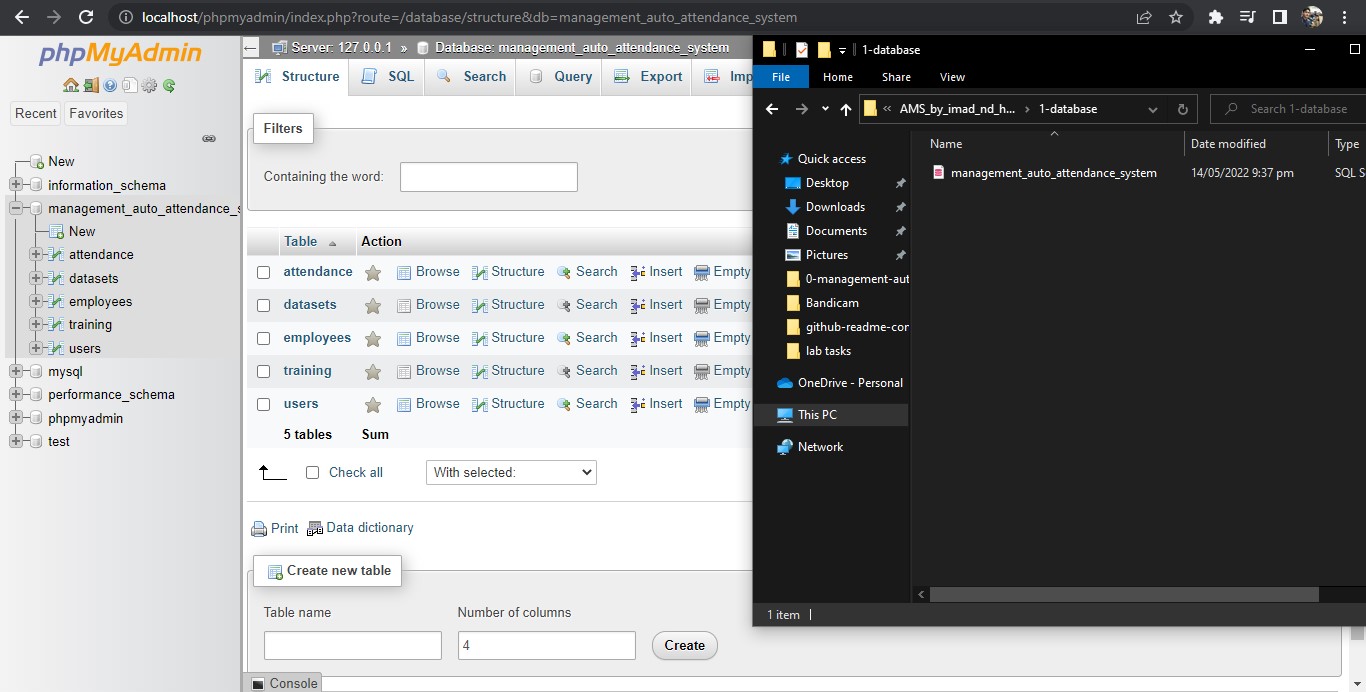 localhost/phpmyadmin/index.php?route=/database/structure&db=management_auto_attendance_system
phpMyAdmin
Recent
Favorites
New
information_schema
management_auto_attendance_s
New
attendance
datasets
employees
training
users
mysql
performance_schema
phpmyadmin
test
Server: 127.0.0.1 » Database: management_auto_attendance_system
Structure
SQL
Search
Query
Export
Imp
Filters
Containing the word:
Table Action
attendance Browse Structure Search Insert Empty
datasets Browse Structure Search Insert Empty
employees Browse Structure Search Insert Empty
training Browse Structure Search Insert Empty
users Browse Structure Search Insert Empty
5 tables Sum
Check all With selected:
Print Data dictionary
Create new table
Table name Number of columns
4 Create
Console
1-database
File Home Share View
« AMS_by_imad_nd_h... › 1-database
Search 1-database
Quick access
Desktop
Downloads
Documents
Pictures
0-management-aut
Bandicam
github-readme-cor
lab tasks
OneDrive - Personal
This PC
Network
Name Date modified Type
management_auto_attendance_system 14/05/2022 9:37 pm SQL S
1 item